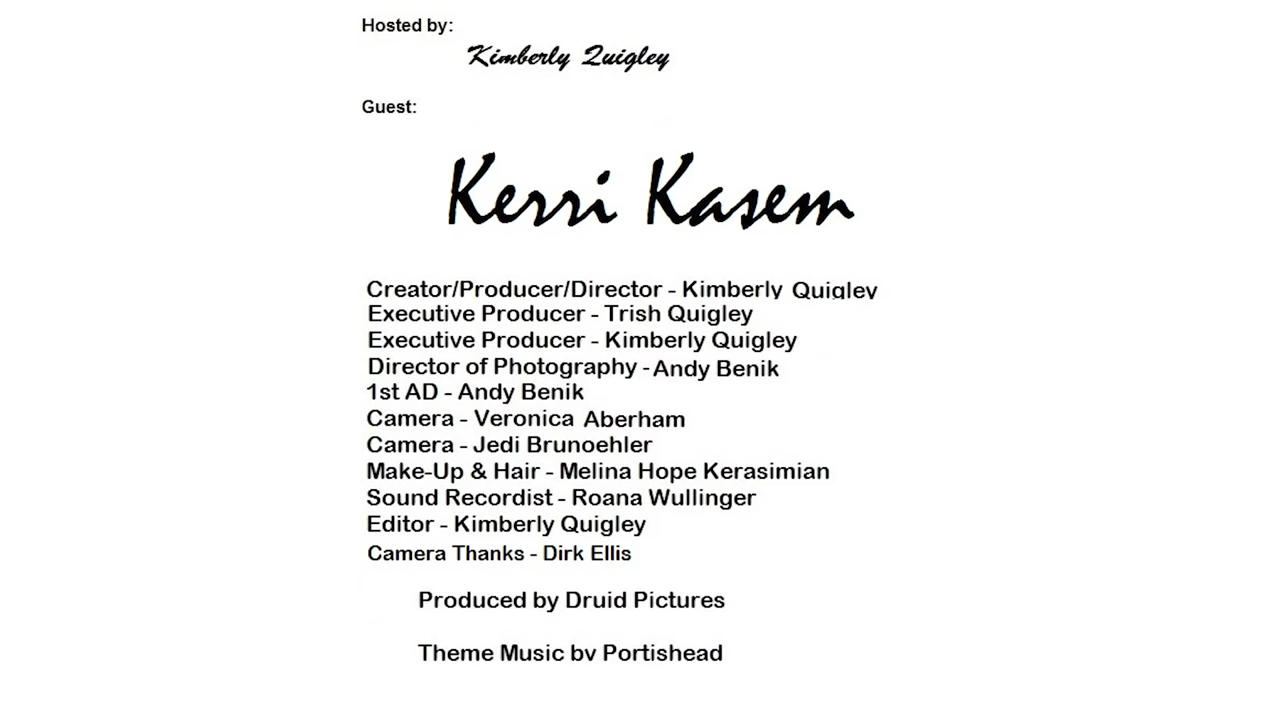 Hosted by:
Kimberly Quigley
Guest:
Kerri Kasem
Creator/Producer/Director - Kimberly Quigley
Executive Producer - Trish Quigley
Executive Producer - Kimberly Quigley
Director of Photography - Andy Benik
1st AD - Andy Benik
Camera - Veronica Aberham
Camera - Jedi Brunoehler
Make-Up & Hair - Melina Hope Kerasimian
Sound Recordist - Roana Wullinger
Editor - Kimberly Quigley
Camera Thanks - Dirk Ellis
Produced by Druid Pictures
Theme Music by Portishead